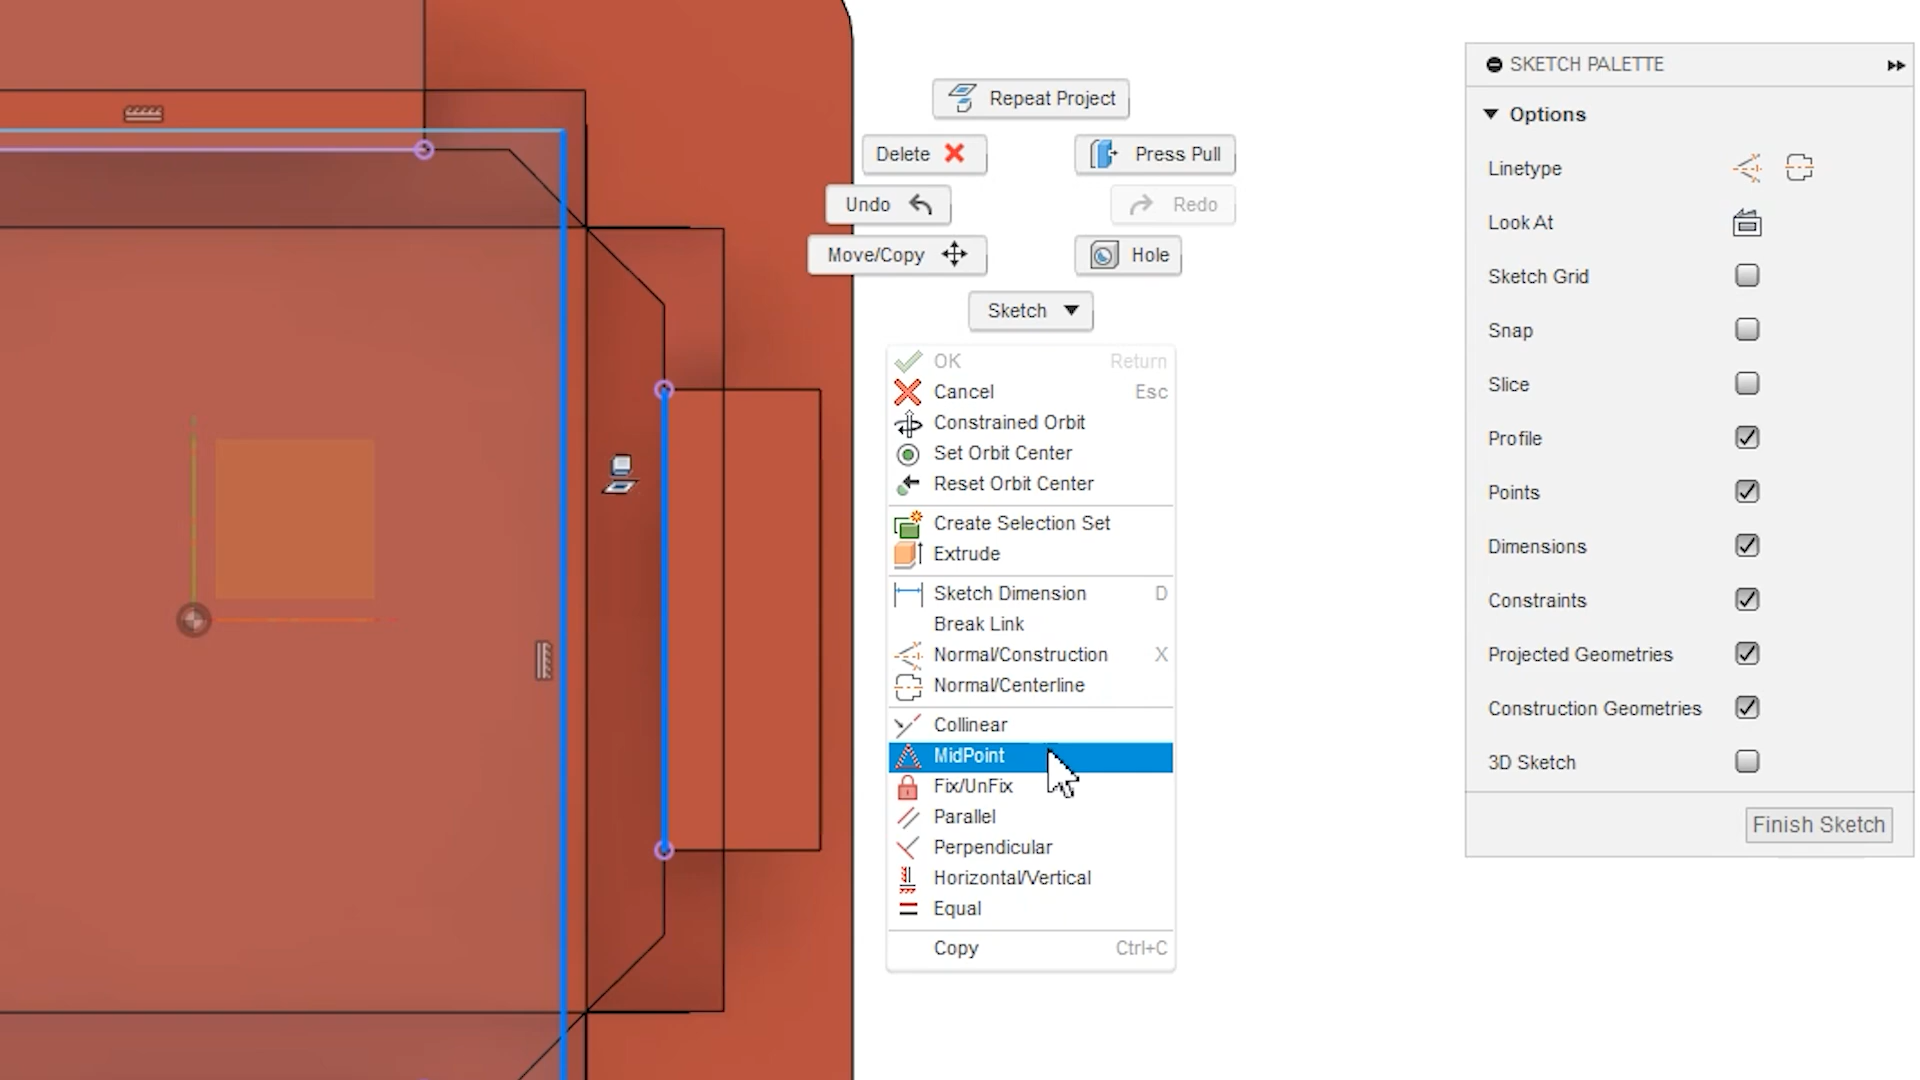 Repeat Project
Delete
Press Pull
Undo
Redo
Move/Copy
Hole
Sketch
OK Return
Cancel Esc
Constrained Orbit
Set Orbit Center
Reset Orbit Center
Create Selection Set
Extrude
Sketch Dimension D
Break Link
Normal/Construction X
Normal/Centerline
Collinear
MidPoint
Fix/UnFix
Parallel
Perpendicular
Horizontal/Vertical
Equal
Copy Ctrl+C
SKETCH PALETTE
Options
Linetype
Look At
Sketch Grid
Snap
Slice
Profile
Points
Dimensions
Constraints
Projected Geometries
Construction Geometries
3D Sketch
Finish Sketch